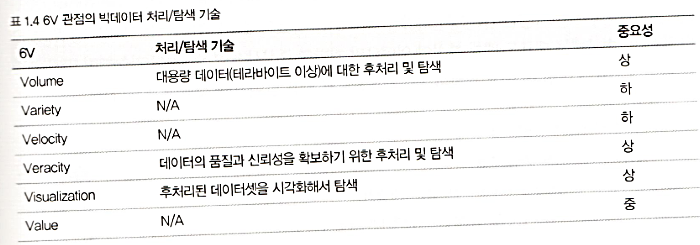 표 1.4 6V 관점의 빅데이터 처리/탐색 기술
6V 처리/탐색 기술 중요성
Volume 대용량 데이터(테라바이트 이상)에 대한 후처리 및 탐색 상
Variety N/A 하
Velocity N/A 하
Veracity 데이터의 품질과 신뢰성을 확보하기 위한 후처리 및 탐색 상
Visualization 후처리된 데이터셋을 시각화해서 탐색 상
Value N/A 중